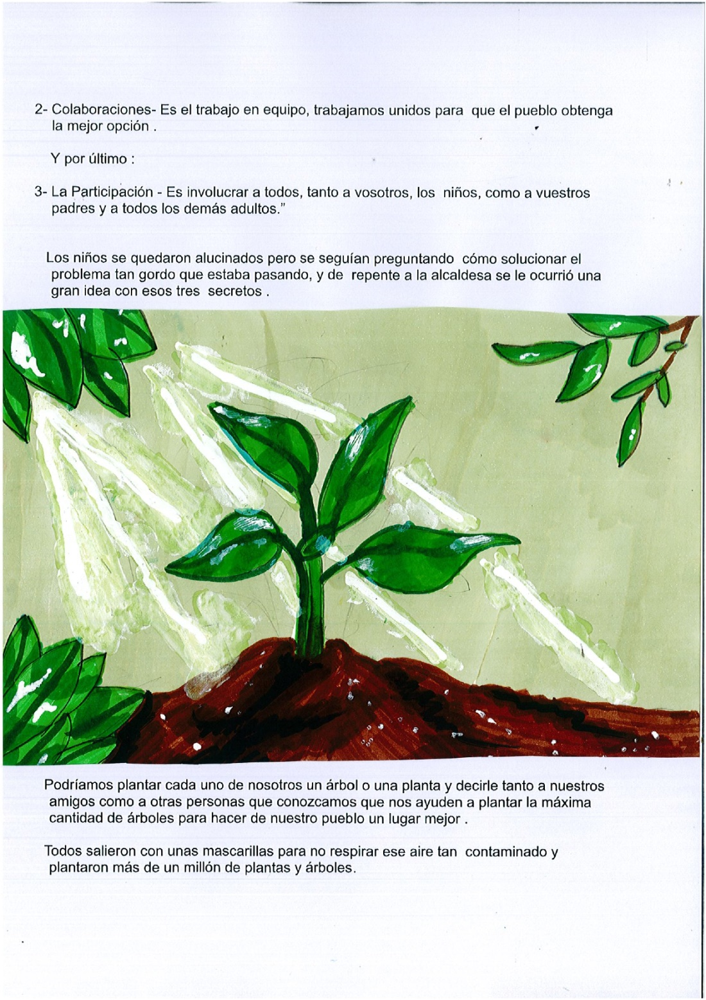 2- Colaboraciones- Es el trabajo en equipo, trabajamos unidos para que el pueblo obtenga
la mejor opción .
Y por último :
3- La Participación - Es involucrar a todos, tanto a vosotros, los niños, como a vuestros
padres y a todos los demás adultos.”
Los niños se quedaron alucinados pero se seguían preguntando cómo solucionar el
problema tan gordo que estaba pasando, y de repente a la alcaldesa se le ocurrió una
gran idea con esos tres secretos .
Podríamos plantar cada uno de nosotros un árbol o una planta y decirle tanto a nuestros
amigos como a otras personas que conozcamos que nos ayuden a plantar la máxima
cantidad de árboles para hacer de nuestro pueblo un lugar mejor .
Todos salieron con unas mascarillas para no respirar ese aire tan contaminado y
plantaron más de un millón de plantas y árboles.